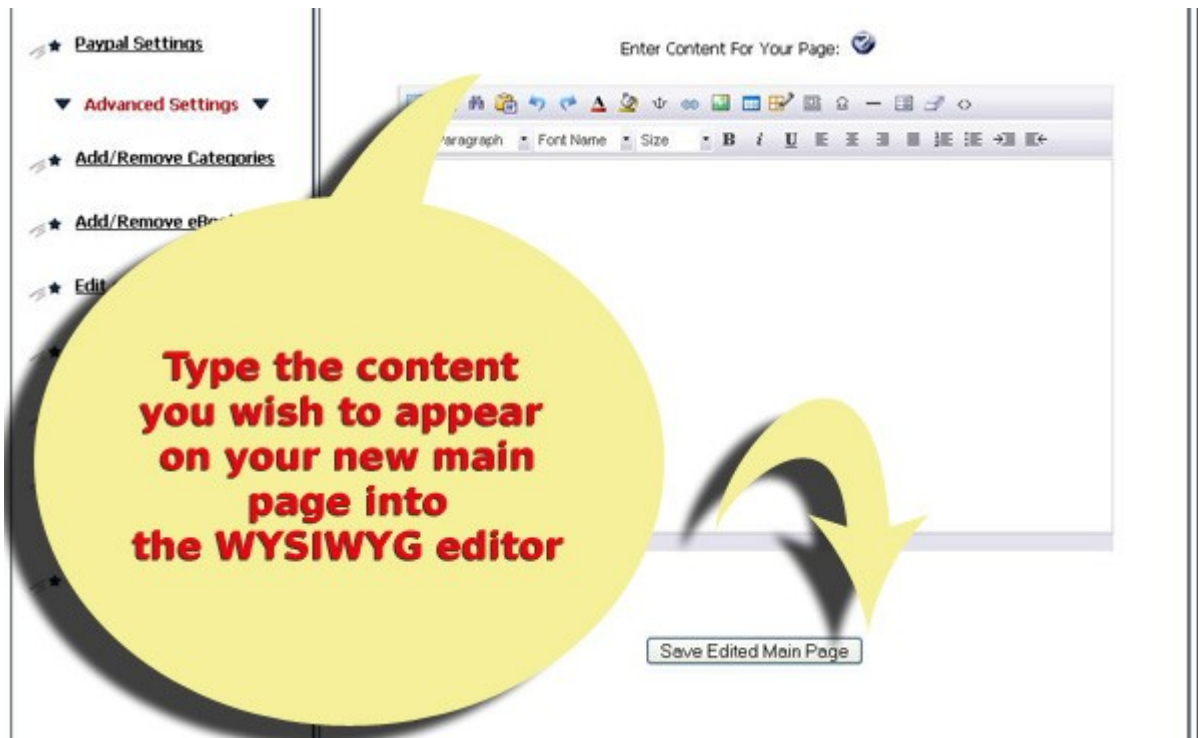 Paypal Settings
Advanced Settings
Add/Remove Categories
Add/Remove
Edit
Enter Content For Your Page:
Font Name
Size
B i U
Type the content
you wish to appear
on your new main
page into
the WYSIWYG editor
Save Edited Main Page